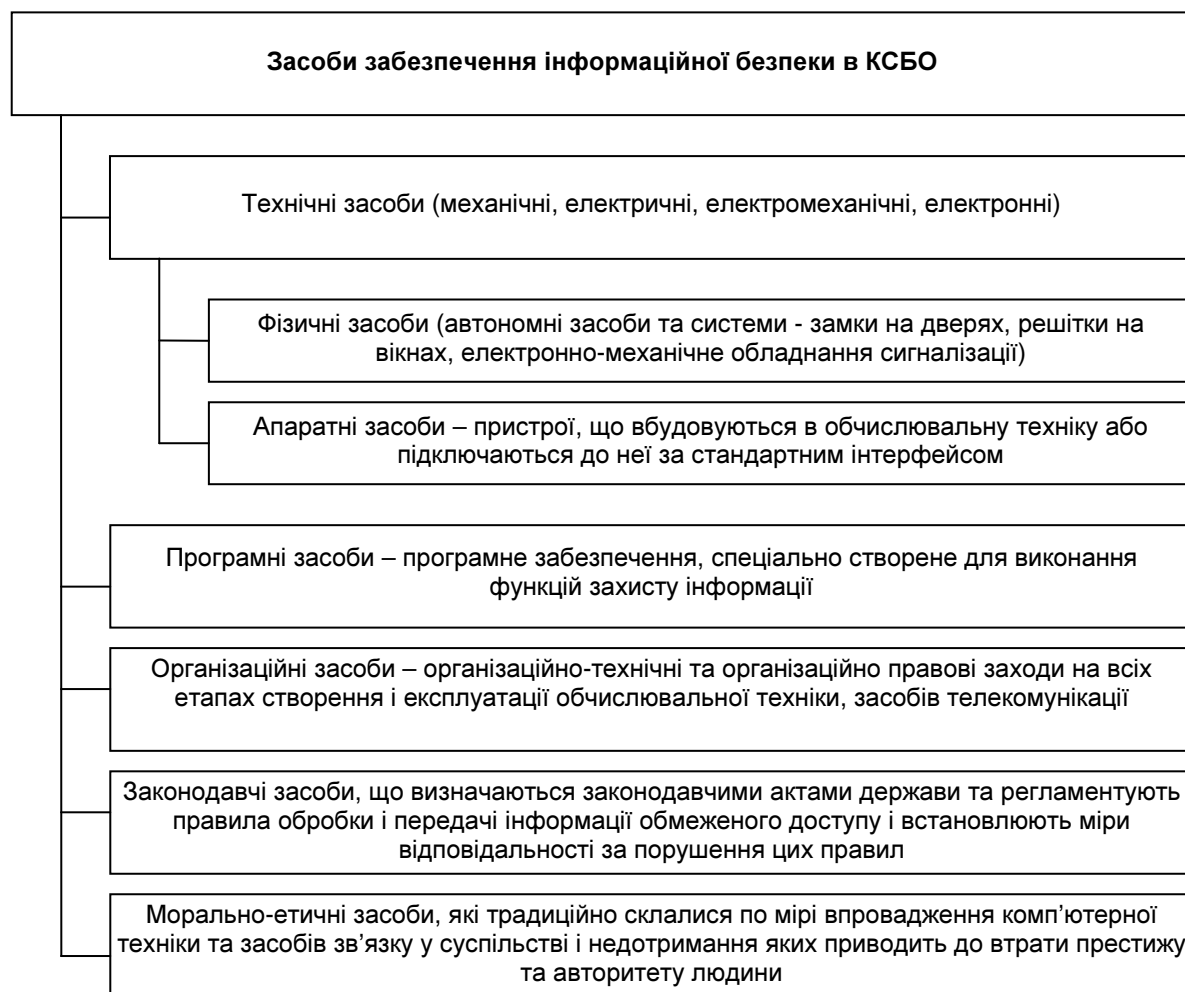 Засоби забезпечення інформаційної безпеки в КСБО
Технічні засоби (механічні, електричні, електромеханічні, електронні)
Фізичні засоби (автономні засоби та системи - замки на дверях, решітки на
вікнах, електронно-механічне обладнання сигналізації)
Апаратні засоби – пристрої, що вбудовуються в обчислювальну техніку або
підключаються до неї за стандартним інтерфейсом
Програмні засоби – програмне забезпечення, спеціально створене для виконання
функцій захисту інформації
Організаційні засоби – організаційно-технічні та організаційно правові заходи на всіх
етапах створення і експлуатації обчислювальної техніки, засобів телекомунікації
Законодавчі засоби, що визначаються законодавчими актами держави та регламентують
правила обробки і передачі інформації обмеженого доступу і встановлюють міри
відповідальності за порушення цих правил
Морально-етичні засоби, які традиційно склалися по мірі впровадження комп’ютерної
техніки та засобів зв’язку у суспільстві і недотримання яких приводить до втрати престижу
та авторитету людини